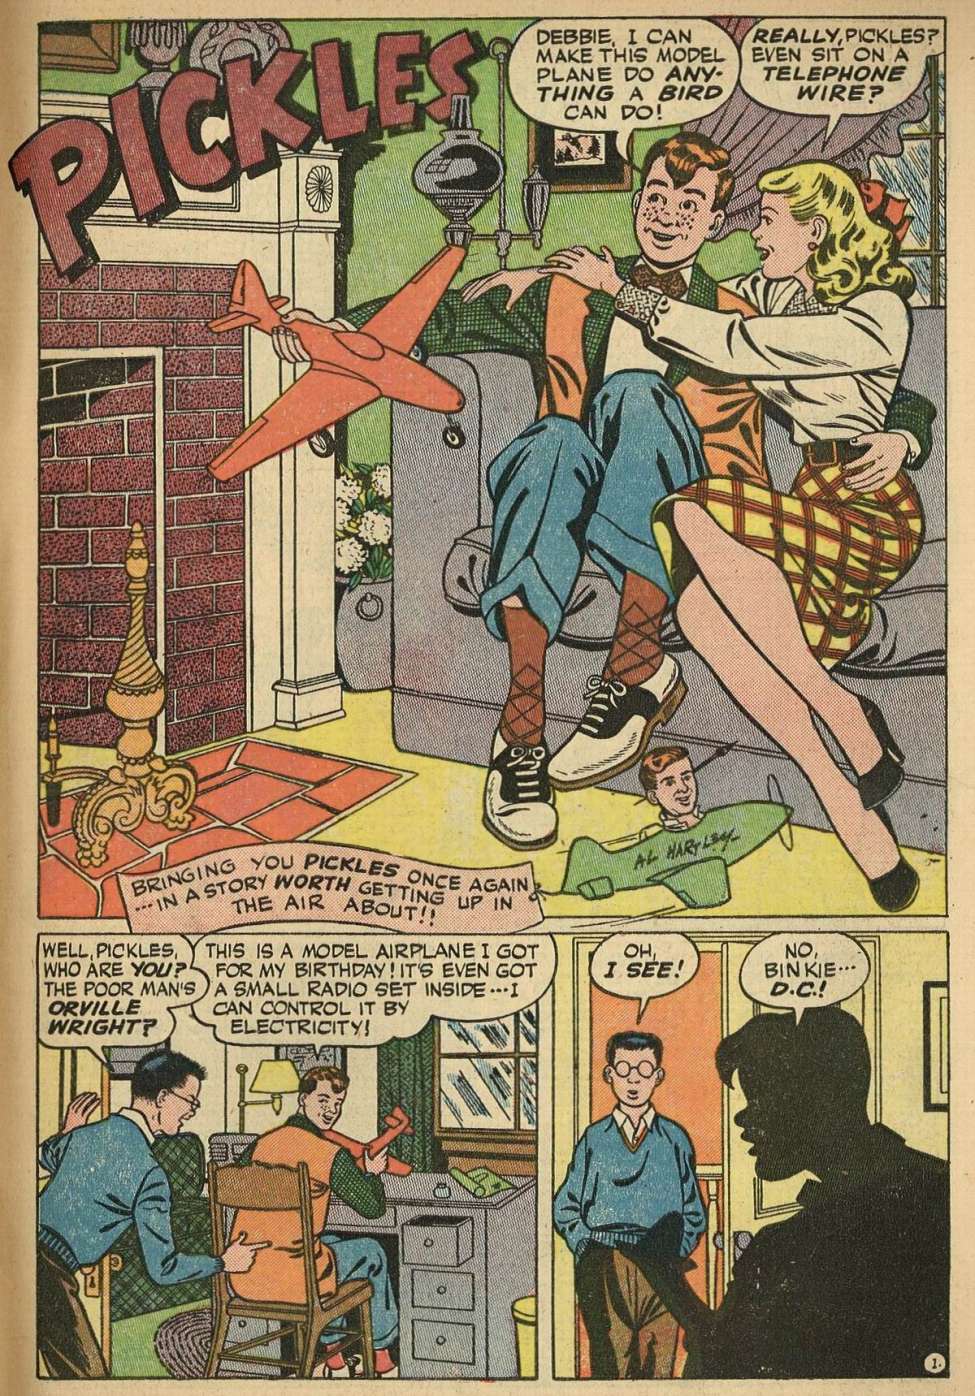 PICKLES
DEBBIE, I CAN
MAKE THIS MODEL
PLANE DO ANY-
THING A BIRD
CAN DO!
REALLY, PICKLES?
EVEN SIT ON A
TELEPHONE
WIRE?
AL HARTLEY
BRINGING YOU PICKLES ONCE AGAIN
...IN A STORY WORTH GETTING UP IN
THE AIR ABOUT!!
WELL, PICKLES,
WHO ARE YOU?
THE POOR MAN'S
ORVILLE
WRIGHT?
THIS IS A MODEL AIRPLANE I GOT
FOR MY BIRTHDAY! IT'S EVEN GOT
A SMALL RADIO SET INSIDE...I
CAN CONTROL IT BY
ELECTRICITY!
OH,
I SEE!
NO,
BINKIE...
D.C.!
1.